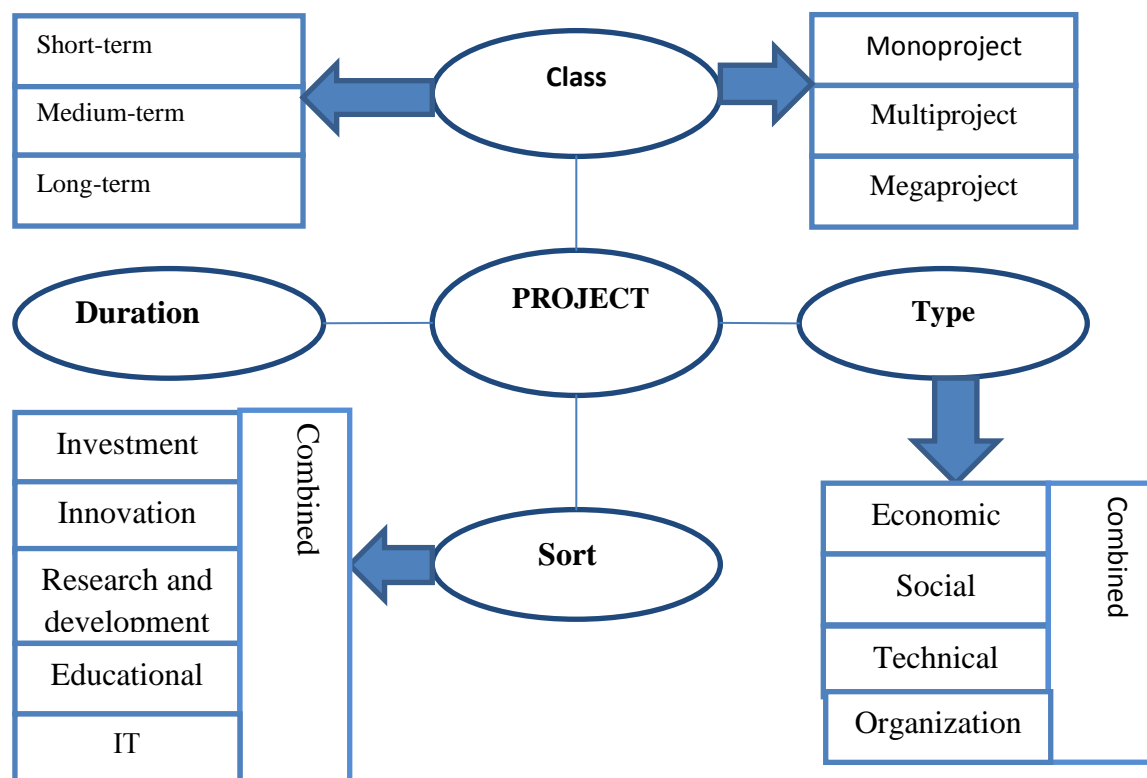 Short-term
Medium-term
Long-term
Class
Monoproject
Multiproject
Megaproject
Duration
PROJECT
Type
Investment
Innovation
Research and
development
Educational
IT
Combined
Sort
Economic
Social
Technical
Organization
Combined